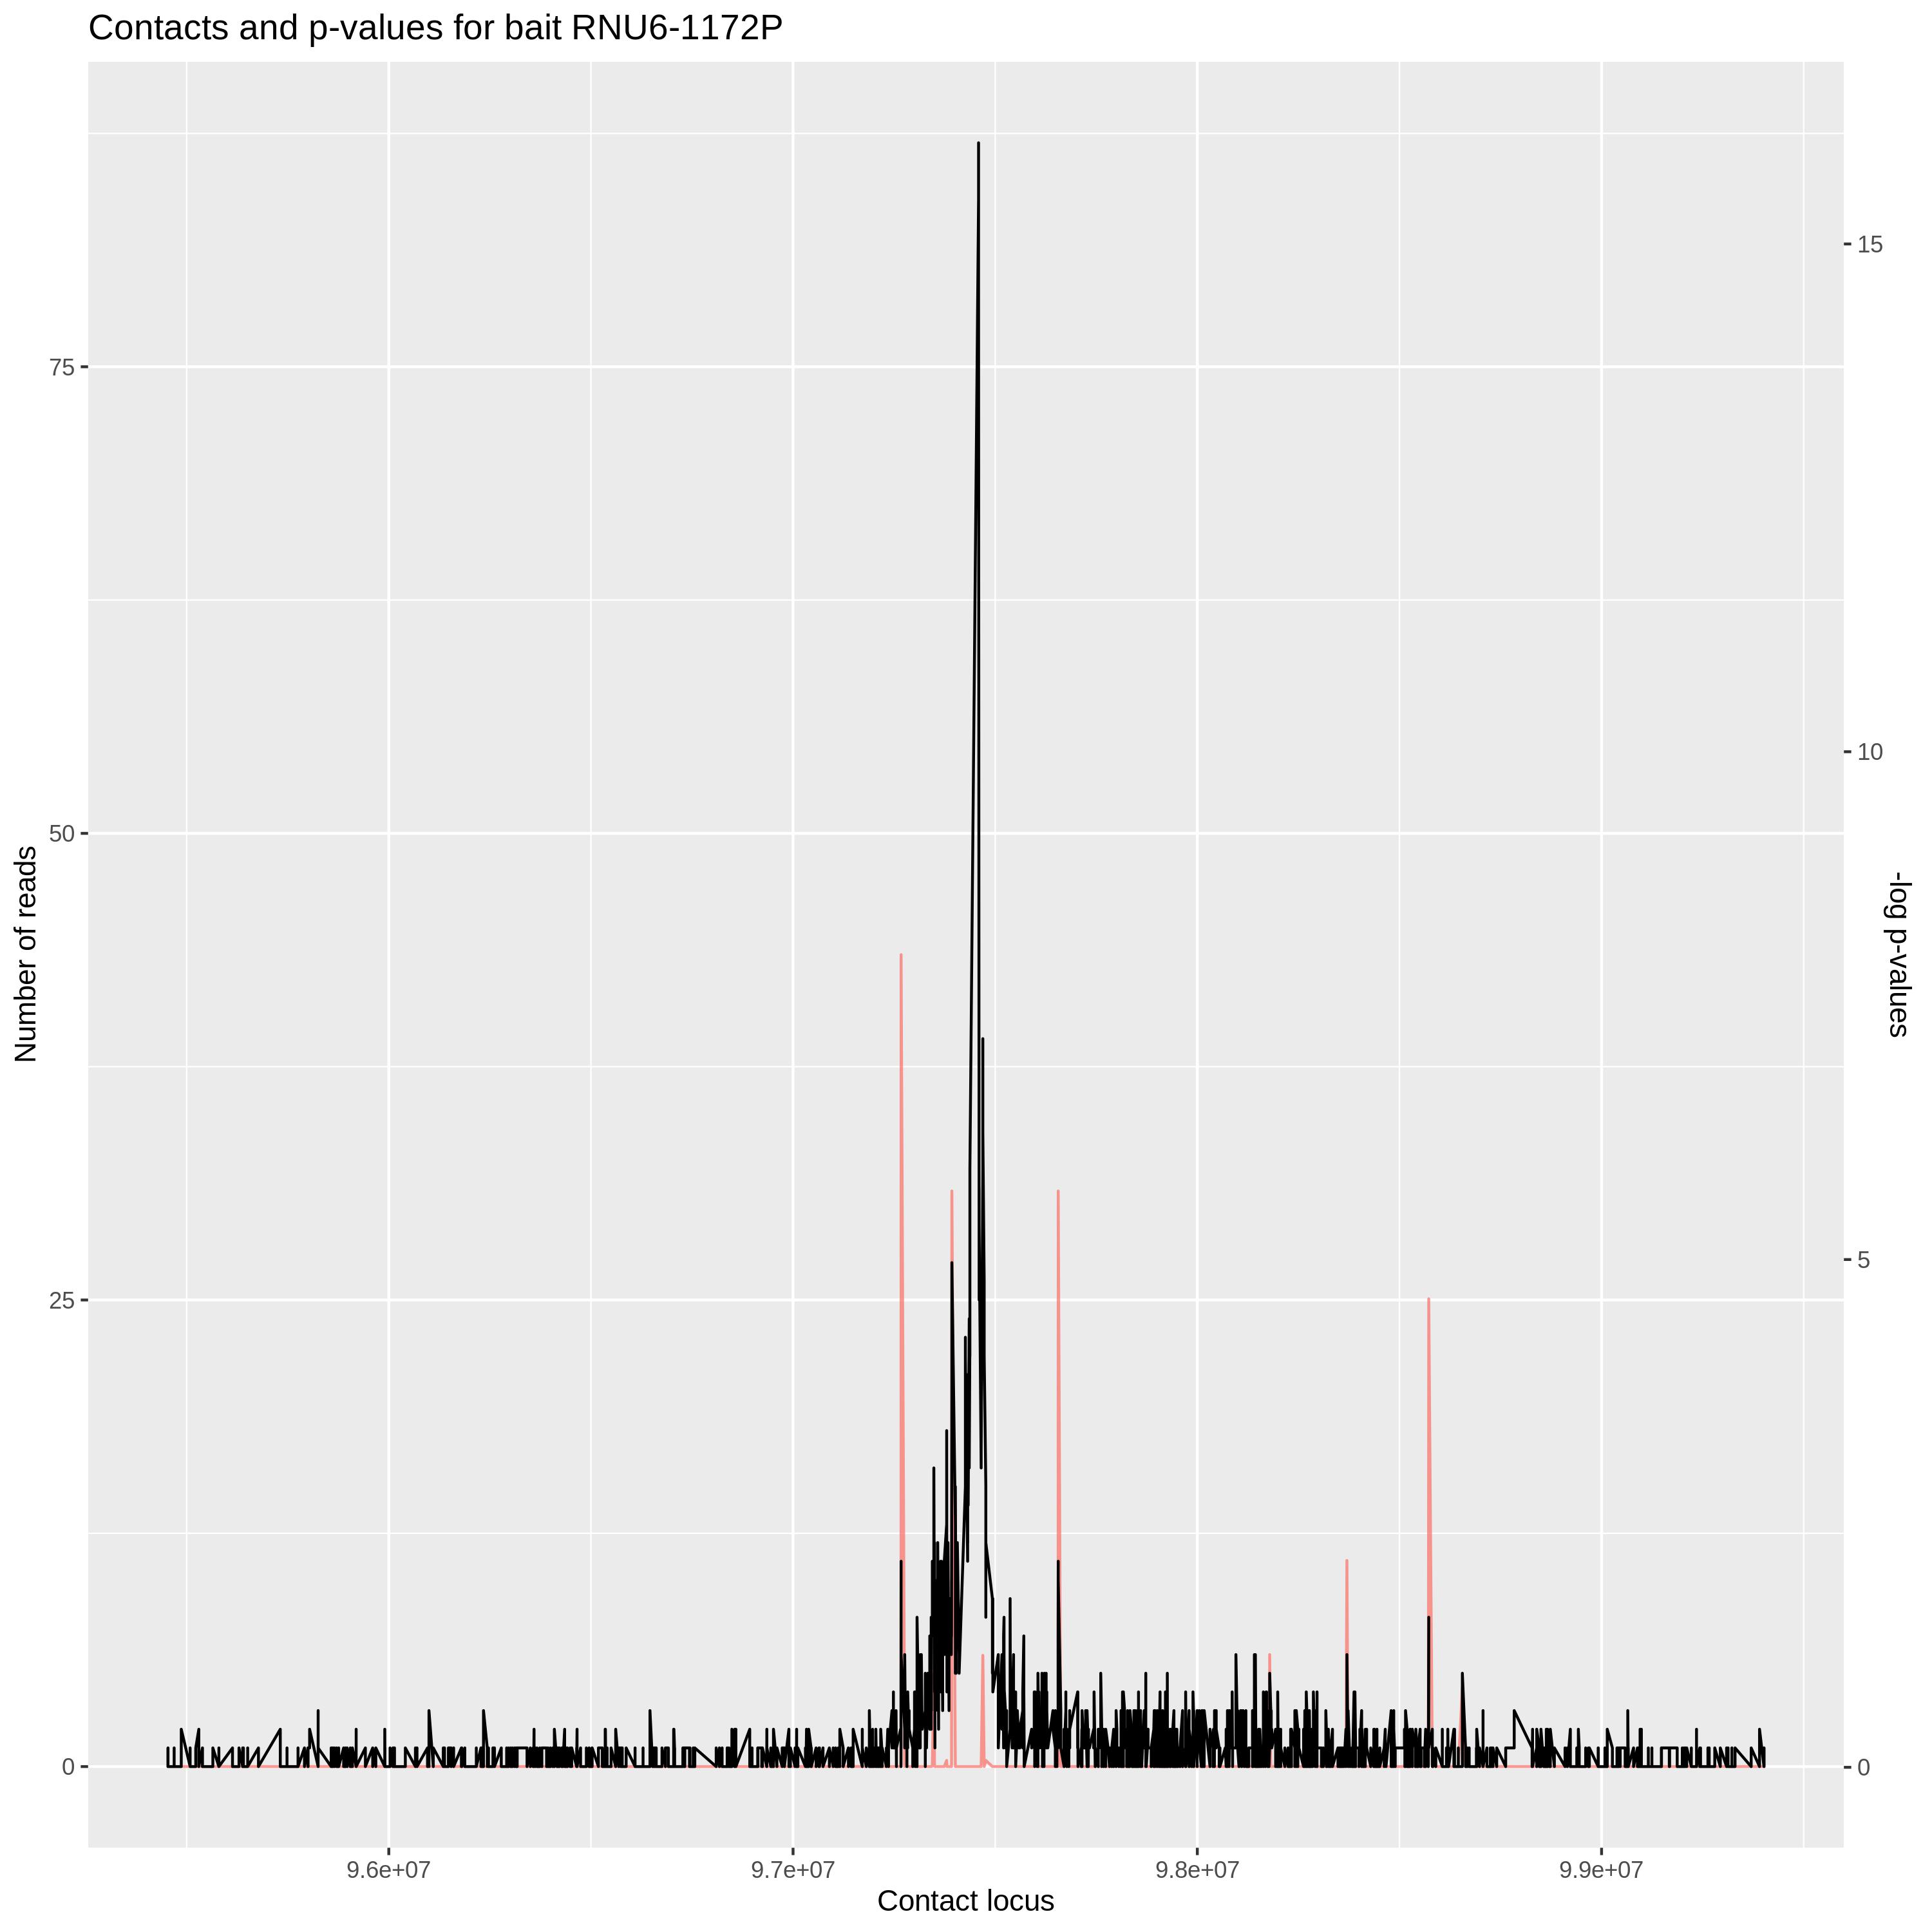 Contacts and p-values for bait RNU6-1172P
75
50
25
0
Number of reads
15
10
5
0
-log p-values
9.6e+07
9.7e+07
9.8e+07
9.9e+07
Contact locus